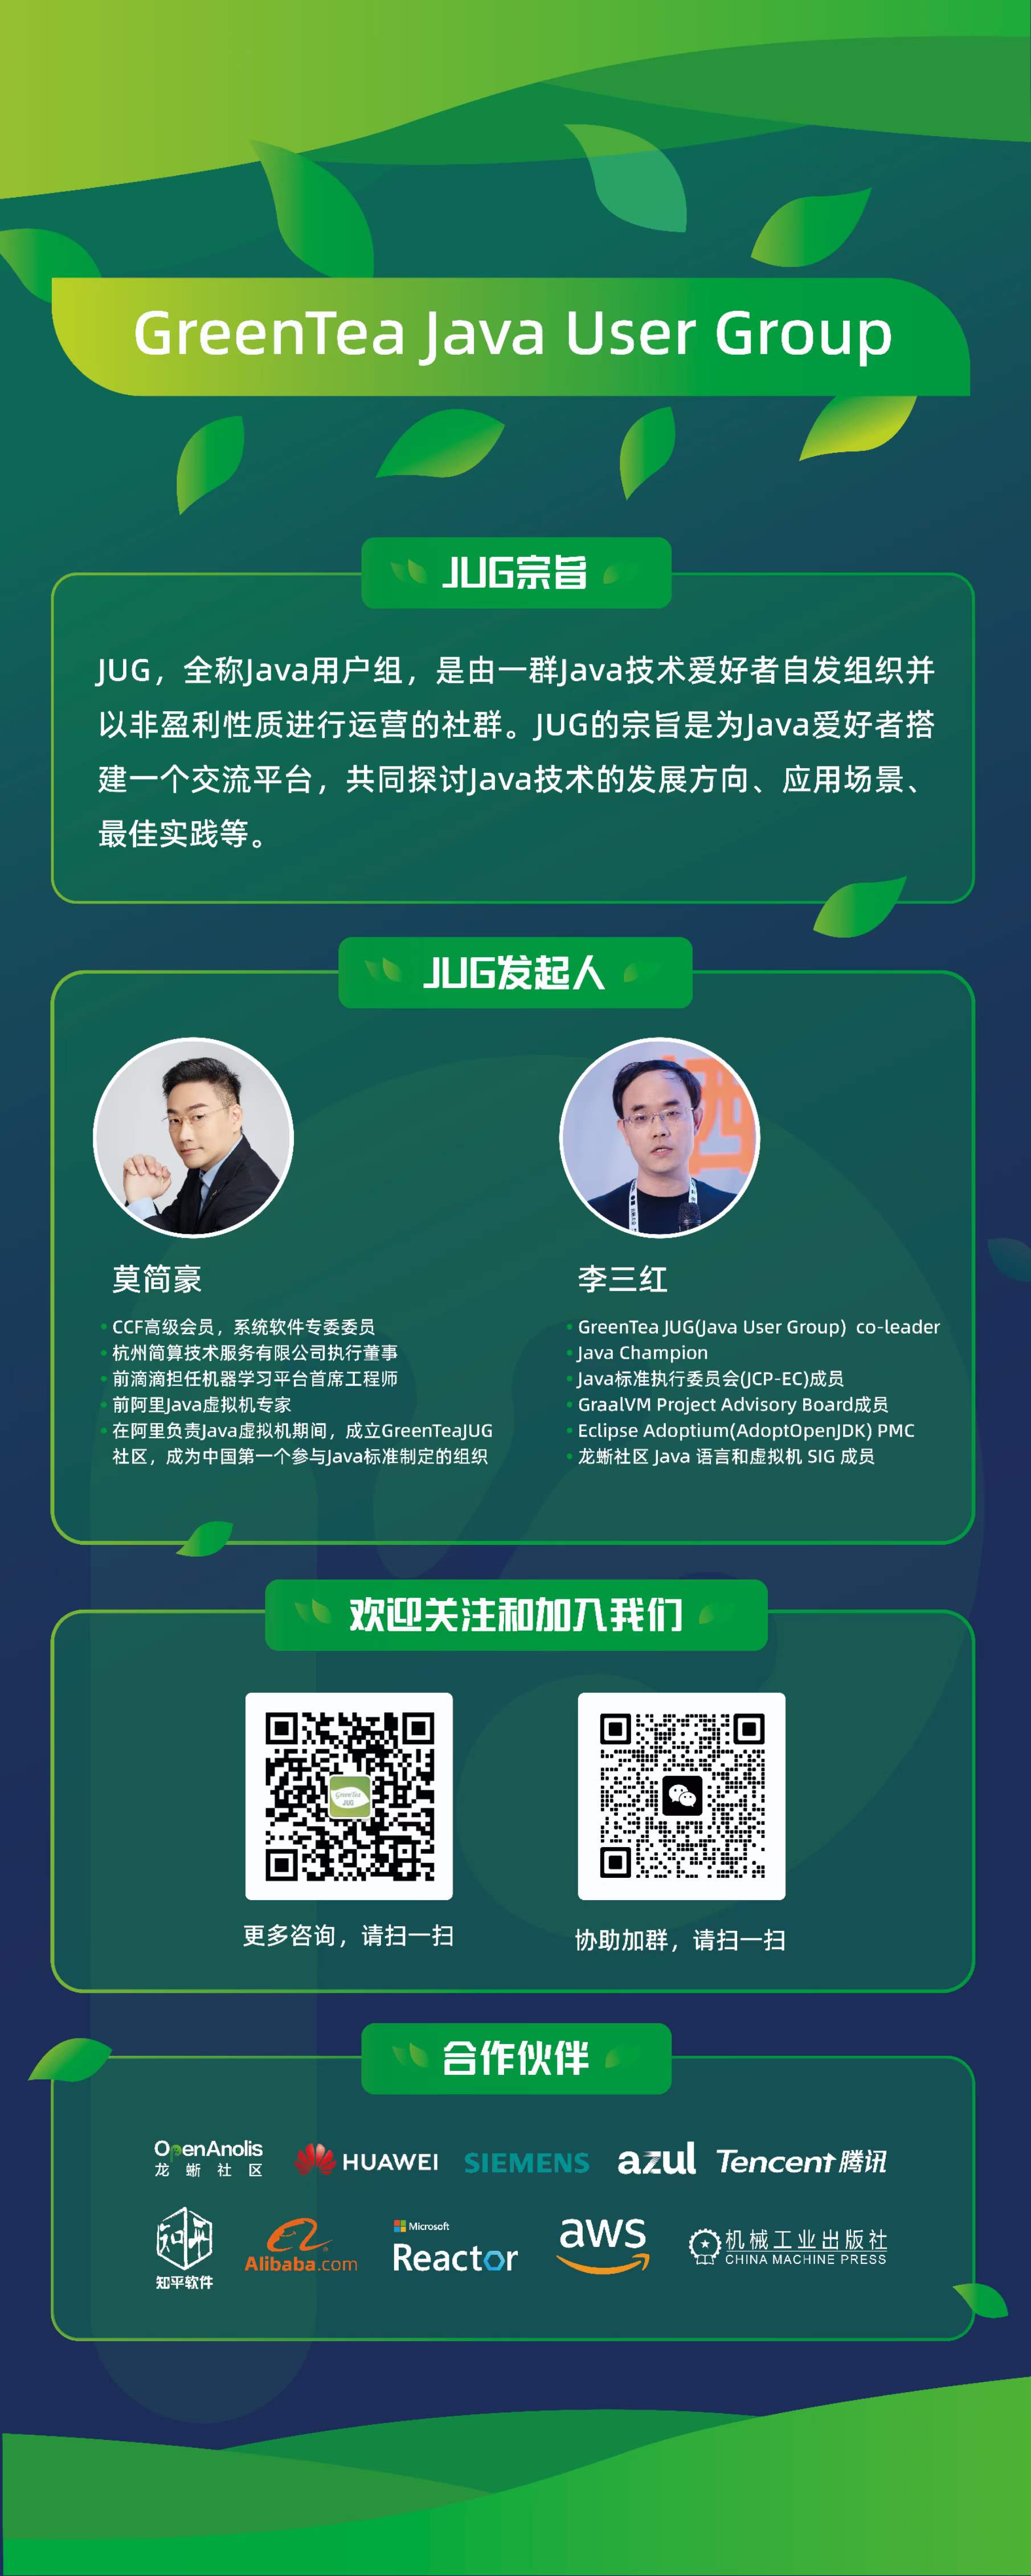 GreenTea Java User Group
JUG宗旨
JUG，全称Java用户组，是由一群Java技术爱好者自发组织并
以非盈利性质进行运营的社群。JUG的宗旨是为Java爱好者搭
建一个交流平台，共同探讨Java技术的发展方向、应用场景、
最佳实践等。
JUG发起人
莫简豪
CCF高级会员，系统软件专委委员
杭州简算技术服务有限公司执行董事
前滴滴担任机器学习平台首席工程师
前阿里Java虚拟机专家
在阿里负责Java虚拟机期间，成立GreenTeaJUG
社区，成为中国第一个参与Java标准制定的组织
西
李三红
GreenTea JUG(Java User Group) co-leader
Java Champion
Java标准执行委员会(JCP-EC)成员
GraalVM Project Advisory Board成员
Eclipse Adoptium(AdoptOpenJDK) PMC
龙蜥社区 Java 语言和虚拟机 SIG 成员
欢迎关注和加入我们
GreenTea
JUG
更多咨询，请扫一扫
协助加群，请扫一扫
合作伙伴
OpenAnolis
龙 蜥 社 区
HUAWEI
SIEMENS
azul
Tencent 腾讯
知平软件
Alibaba.com
Microsoft
Reactor
aws
机械工业出版社
CHINA MACHINE PRESS